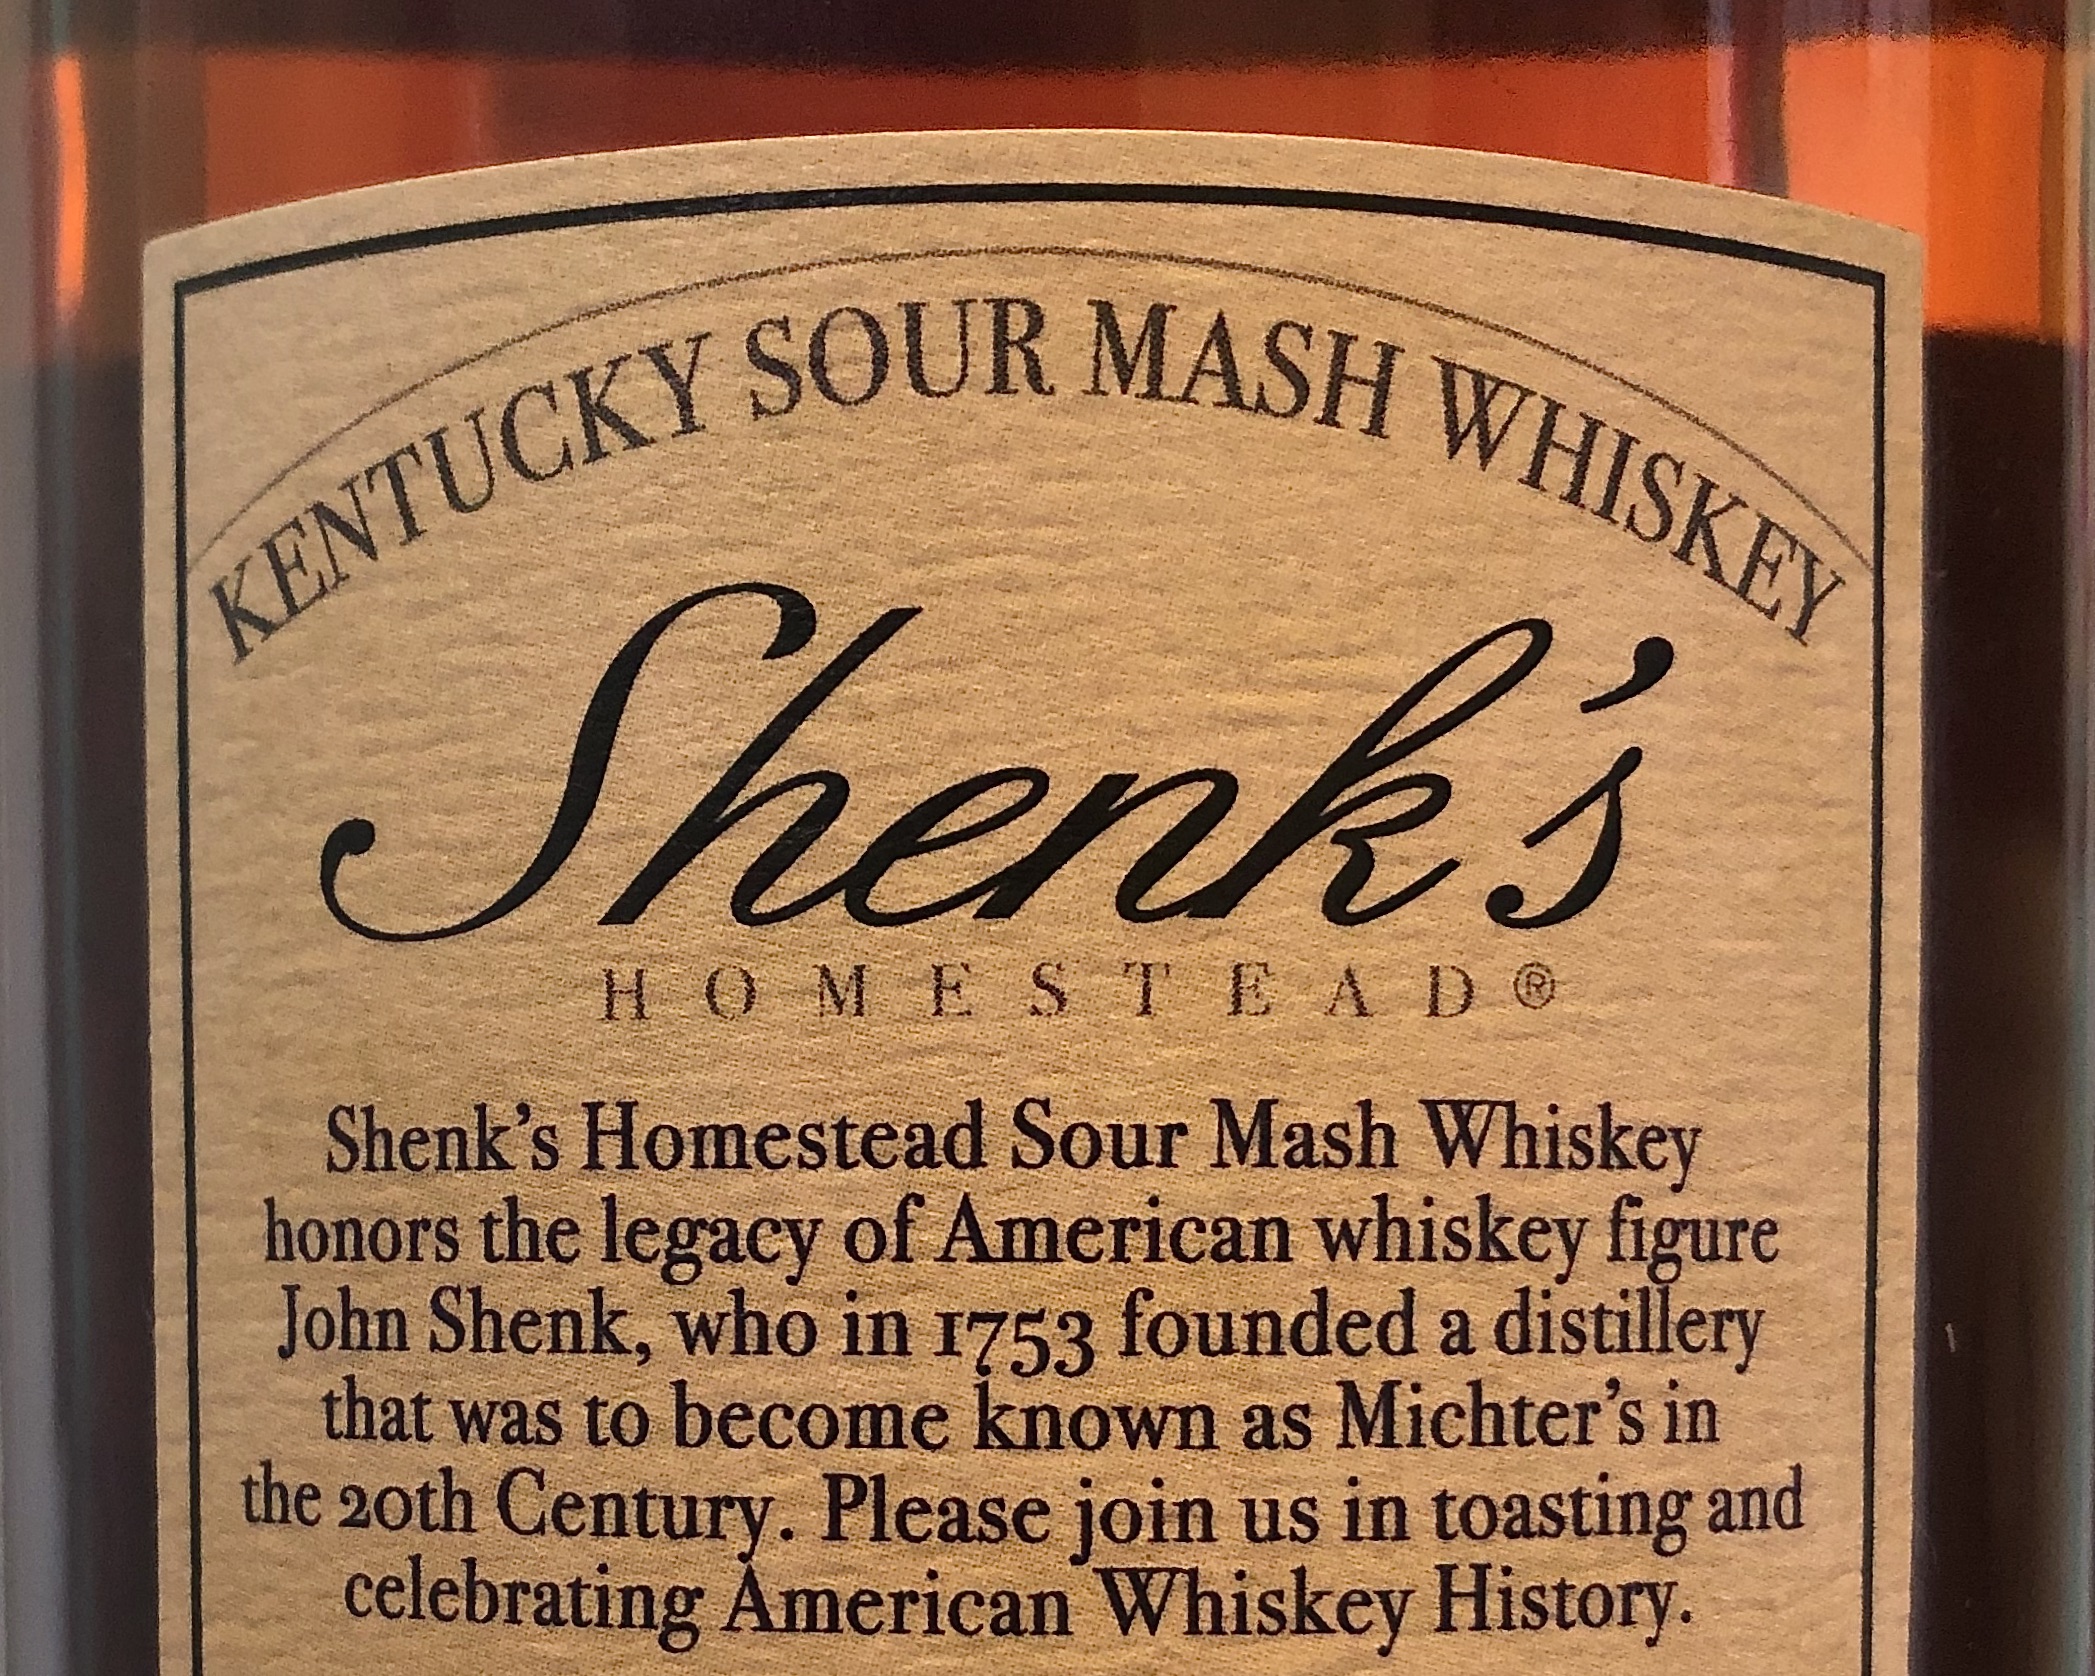 KENTUCKY SOUR MASH WHISKEY
Shenk's
HOMESTEAD®
Shenk's Homestead Sour Mash Whiskey
honors the legacy of American whiskey figure
John Shenk, who in 1753 founded a distillery
that was to become known as Michter's in
the 20th Century. Please join us in toasting and
celebrating American Whiskey History.